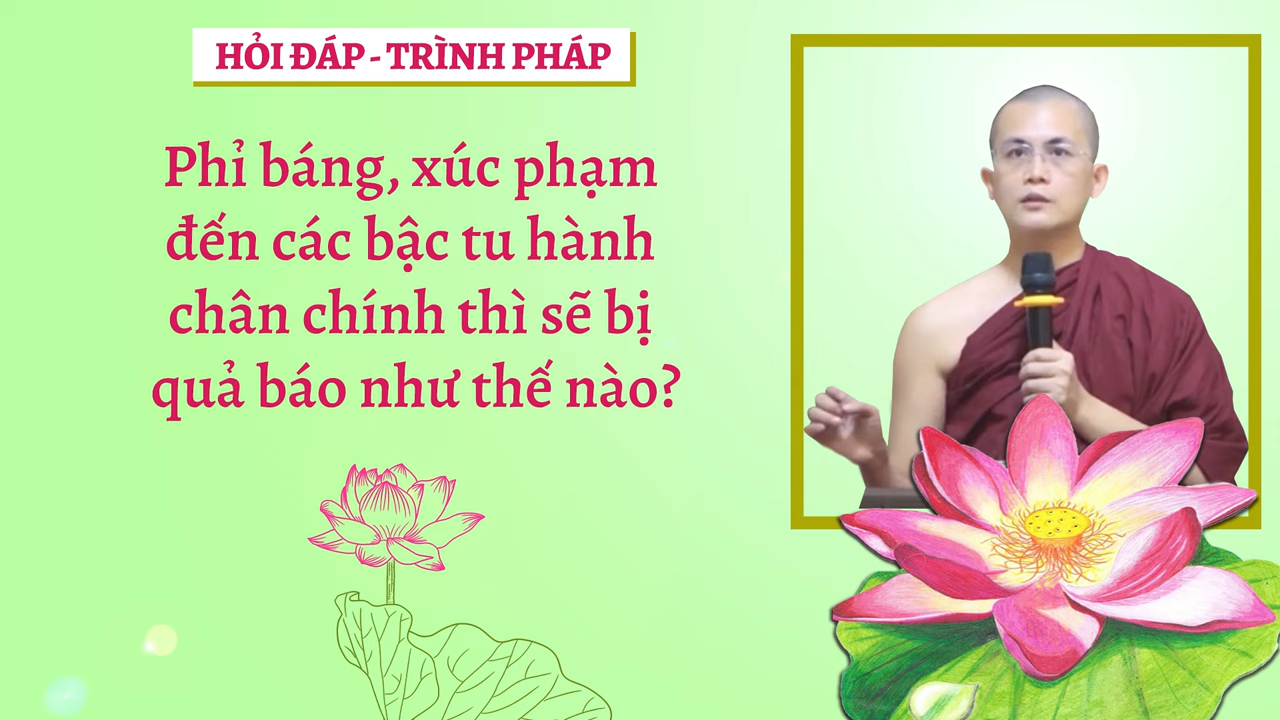 HỎI ĐÁP - TRÌNH PHÁP
Phỉ báng, xúc phạm
đến các bậc tu hành
chân chính thì sẽ bị
quả báo như thế nào?